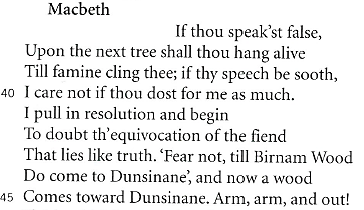 Macbeth
If thou speak'st false,
Upon the next tree shall thou hang alive
Till famine cling thee; if thy speech be sooth,
40 I care not if thou dost for me as much.
I pull in resolution and begin
To doubt th'equivocation of the fiend
That lies like truth. 'Fear not, till Birnam Wood
Do come to Dunsinane', and now a wood
45 Comes toward Dunsinane. Arm, arm, and out!